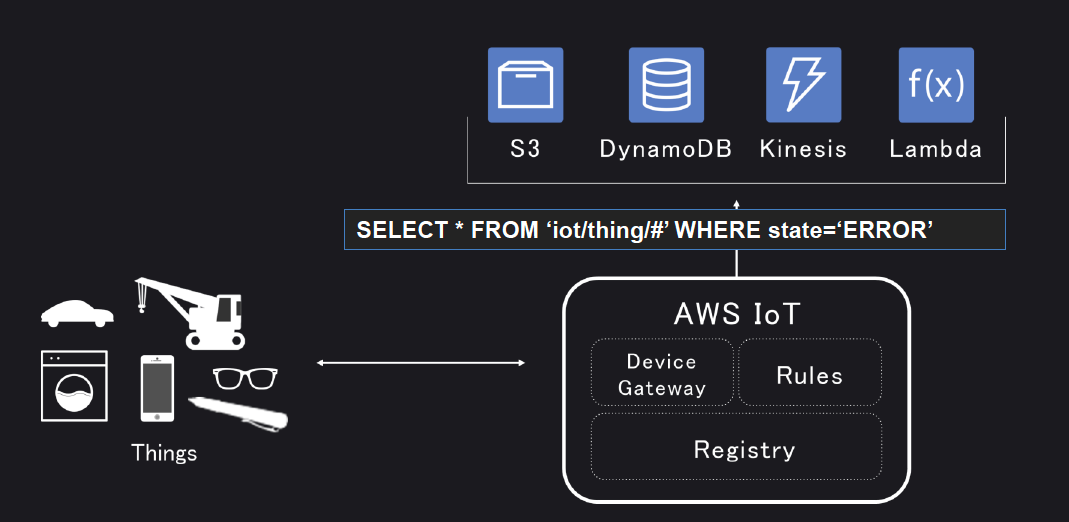 S3
DynamoDB
Kinesis
f(x)
Lambda
SELECT * FROM ‘iot/thing/#’ WHERE state=‘ERROR’
AWS IoT
Device
Gateway
Rules
Registry
Things